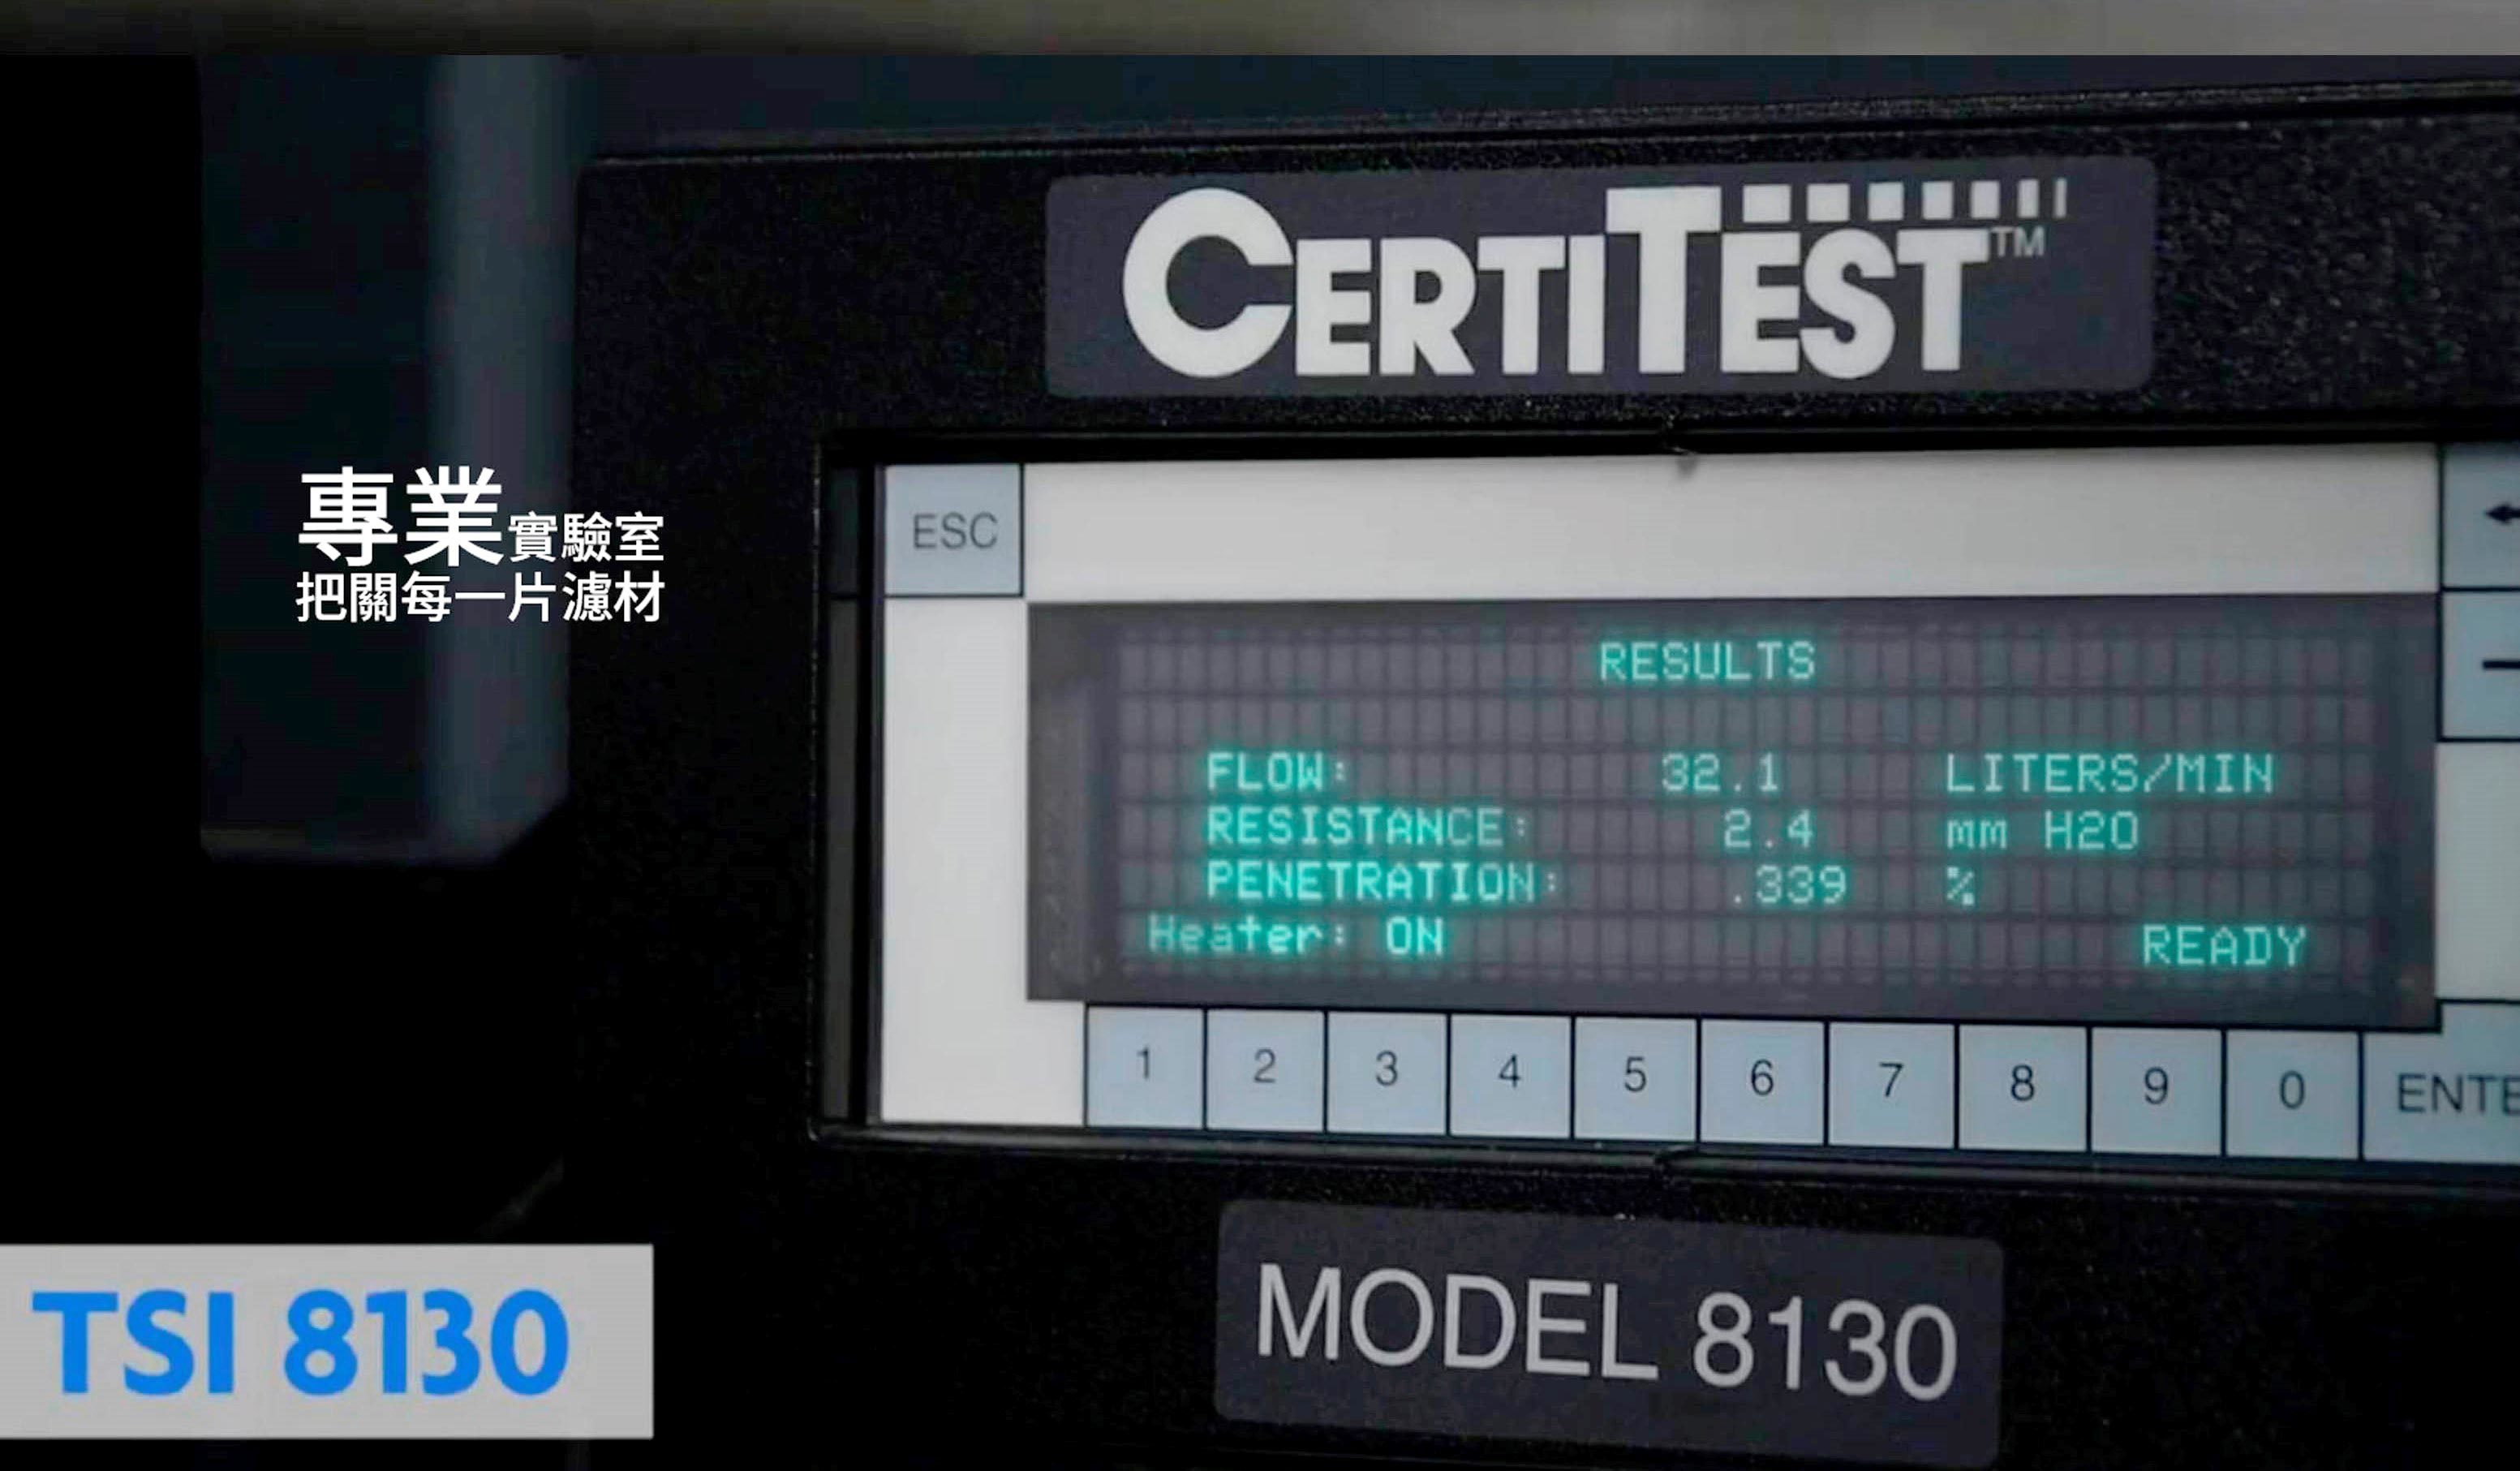 CERTITEST™
專業實驗室
把關每一片濾材
ESC
RESULTS
FLOW: 32.1 LITERS/MIN
RESISTANCE: 2.4 mm H2O
PENETRATION: .339 %
Heater: ON READY
1 2 3 4 5 6 7 8 9 0 ENTE
TSI 8130
MODEL 8130